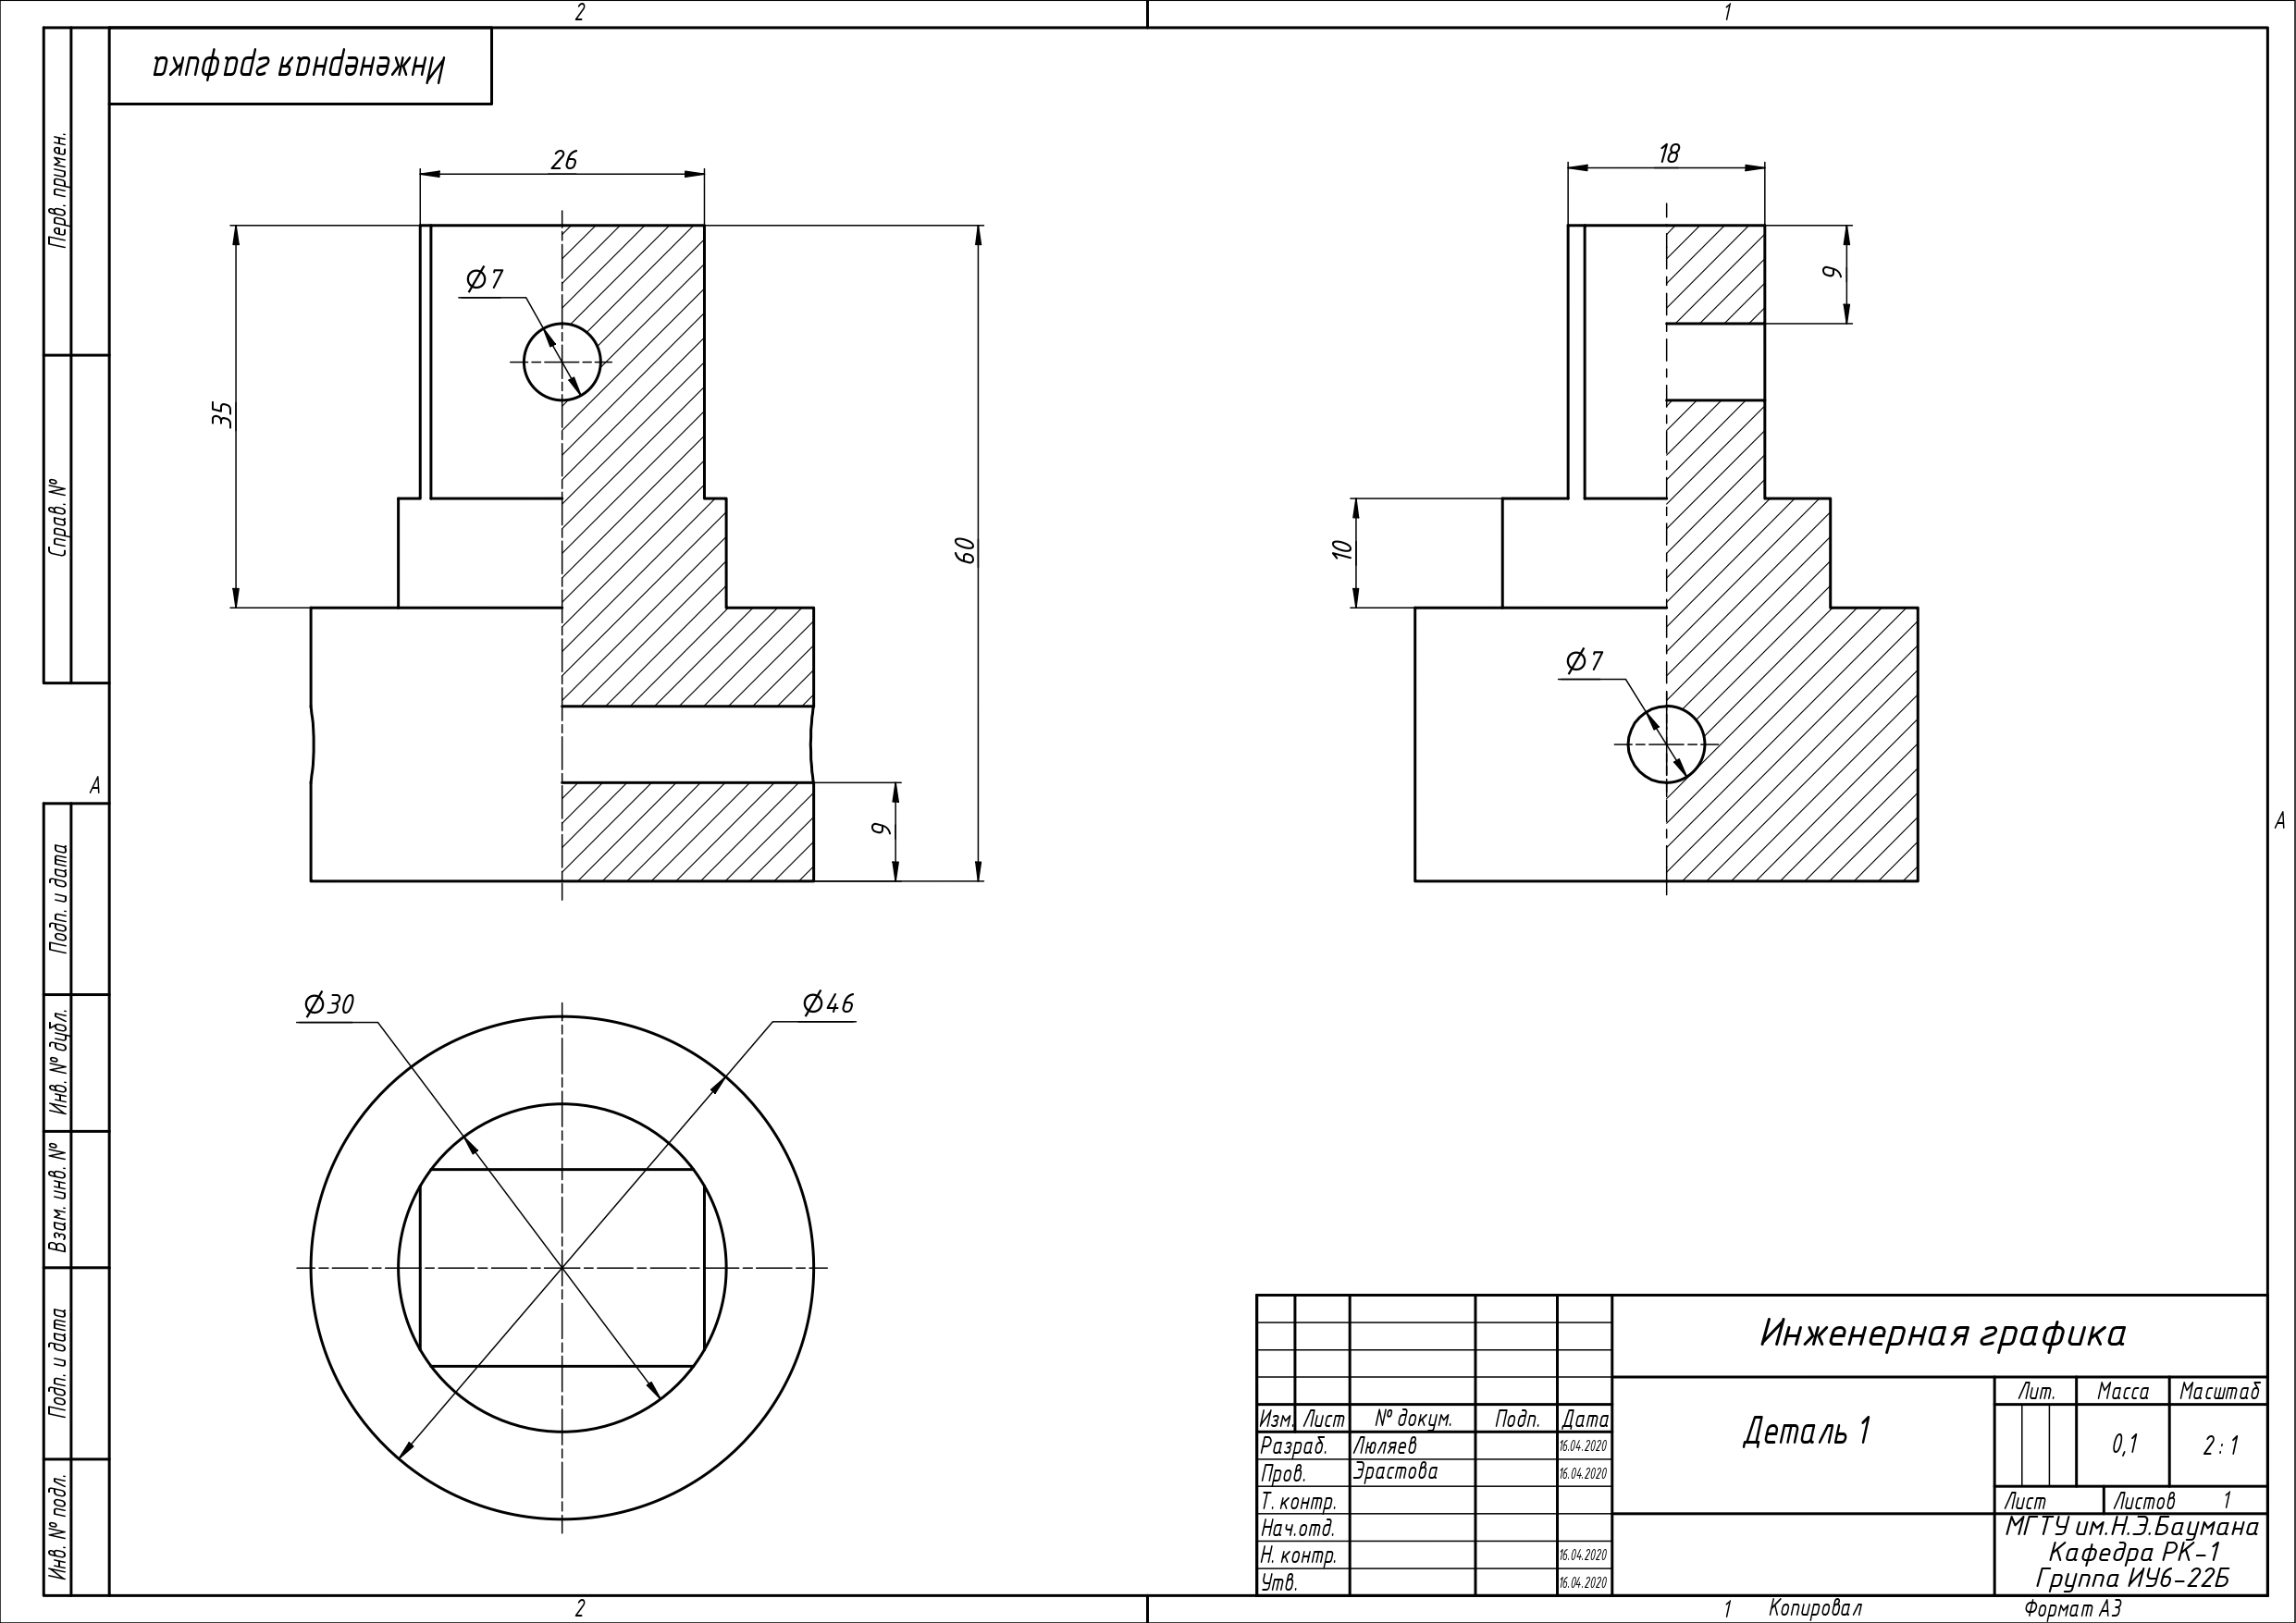 2
1
Инженерная графика
Перв. примен.
Справ. №
А
Подп. и дата
Инв. № дубл.
Взам. инв. №
Подп. и дата
Инв. № подл.
26
⌀7
35
60
9
18
9
10
⌀7
А
⌀30
⌀46
Инженерная графика
Деталь 1
Лит. Масса Масштаб
0,1 2:1
Лист Листов 1
МГТУ им.Н.Э.Баумана
Кафедра РК-1
Группа ИУ6-22Б
Изм. Лист № докум. Подп. Дата
Разраб. Люляев 16.04.2020
Пров. Эрастова 16.04.2020
Т. контр.
Нач.отд.
Н. контр. 16.04.2020
Утв. 16.04.2020
2
1 Копировал Формат А3